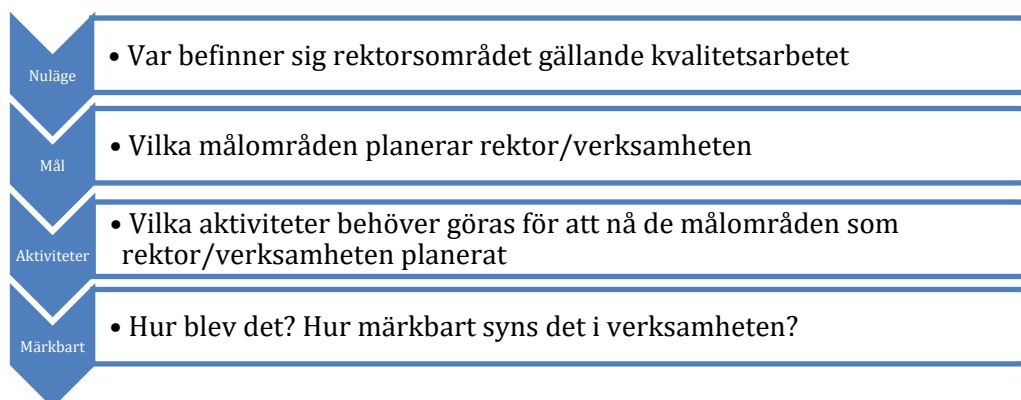 Nuläge
• Var befinner sig rektorsområdet gällande kvalitetsarbetet
Mål
• Vilka målområden planerar rektor/verksamheten
Aktiviteter
• Vilka aktiviteter behöver göras för att nå de målområden som
rektor/verksamheten planerat
Märkbart
• Hur blev det? Hur märkbart syns det i verksamheten?